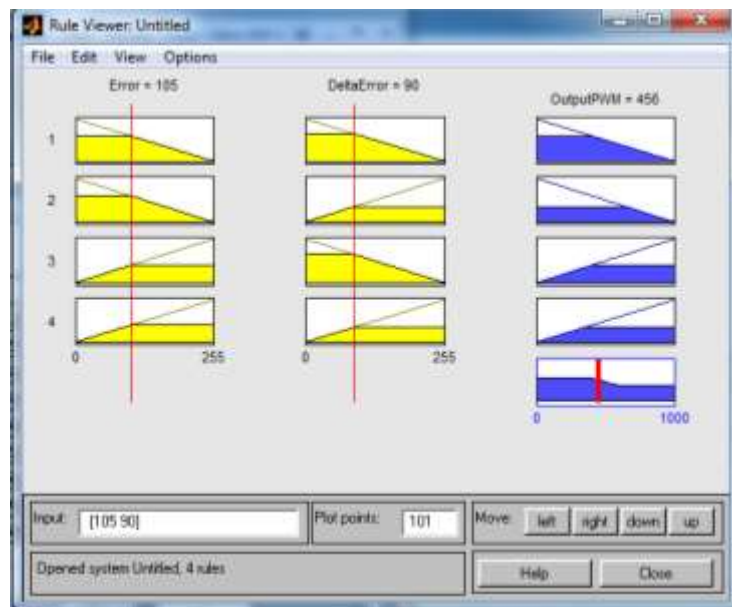 Rule Viewer: Untitled
File Edit View Options
Error = 105 DeltaError = 90 OutputPWM = 456
1
2
3
4
0 255 0 255
0 1000
Input: [105 90] Plot points: 101 Move: left right down up
Opened system Untitled, 4 rules Help Close